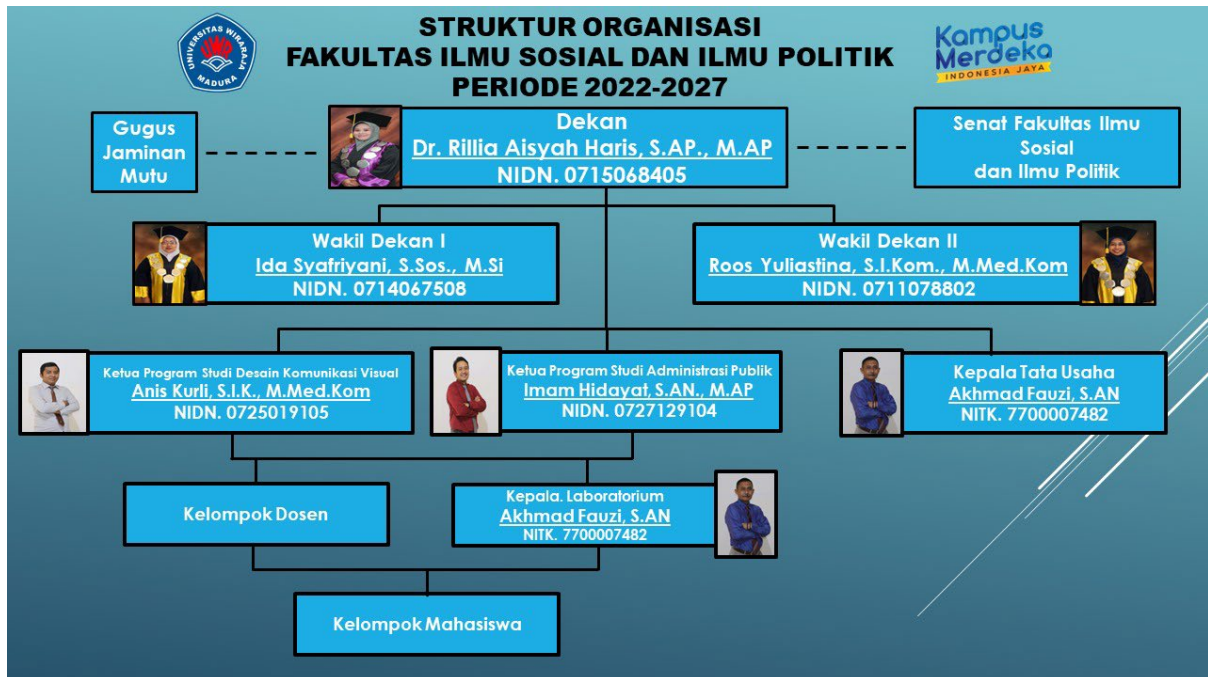 STRUKTUR ORGANISASI
FAKULTAS ILMU SOSIAL DAN ILMU POLITIK
PERIODE 2022-2027
UNIVERSITAS WIRARAJA
MADURA
Kampus
Merdeka
INDONESIA JAYA
Gugus
Jaminan
Mutu
Dekan
Dr. Rillia Aisyah Haris, S.AP., M.AP
NIDN. 0715068405
Senat Fakultas Ilmu
Sosial
dan Ilmu Politik
Wakil Dekan I
Ida Syafriyani, S.Sos., M.Si
NIDN. 0714067508
Wakil Dekan II
Roos Yuliastina, S.I.Kom., M.Med.Kom
NIDN. 0711078802
Ketua Program Studi Desain Komunikasi Visual
Anis Kurli, S.I.K., M.Med.Kom
NIDN. 0725019105
Ketua Program Studi Administrasi Publik
Imam Hidayat, S.AN., M.AP
NIDN. 0727129104
Kepala Tata Usaha
Akhmad Fauzi, S.AN
NITK. 7700007482
Kelompok Dosen
Kepala. Laboratorium
Akhmad Fauzi, S.AN
NITK. 7700007482
Kelompok Mahasiswa